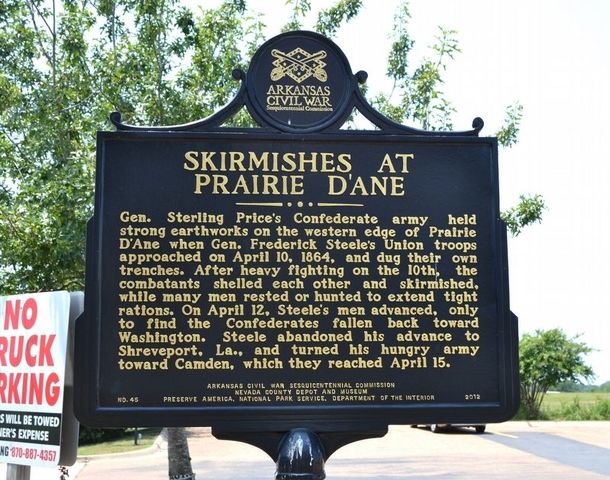 ARKANSAS
CIVIL WAR
Sesquicentennial Commission
SKIRMISHES AT
PRAIRIE D'ANE
Gen. Sterling Price's Confederate army held
strong earthworks on the western edge of Prairie
D'Ane when Gen. Frederick Steele's Union troops
approached on April 10, 1864, and dug their own
trenches. After heavy fighting on the 10th, the
combatants shelled each other and skirmished,
while many men rested or hunted to extend tight
rations. On April 12, Steele's men advanced, only
to find the Confederates fallen back toward
Washington. Steele abandoned his advance to
Shreveport, La., and turned his hungry army
toward Camden, which they reached April 15.
ARKANSAS CIVIL WAR SESQUICENTENNIAL COMMISSION
NEVADA COUNTY DEPOT AND MUSEUM
NO. 45 PRESERVE AMERICA, NATIONAL PARK SERVICE, DEPARTMENT OF THE INTERIOR 2012
NO
RUCK
RKING
S WILL BE TOWED
NER'S EXPENSE
NG 870-887-4357